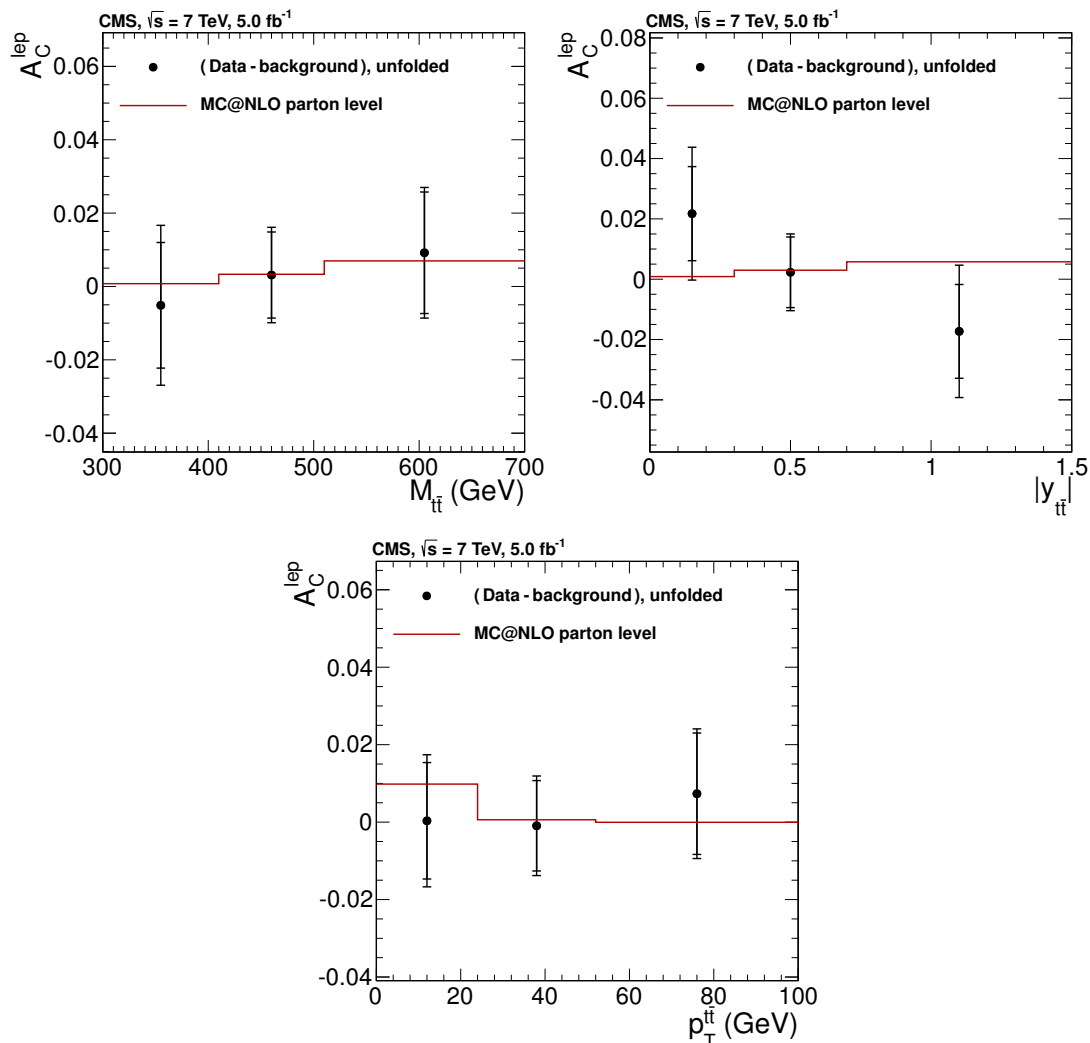 CMS, √s = 7 TeV, 5.0 fb⁻¹
A_C^lep
(Data - background), unfolded
MC@NLO parton level
0.06
0.04
0.02
0
-0.02
-0.04
300 400 500 600 700
M_tt̄ (GeV)
CMS, √s = 7 TeV, 5.0 fb⁻¹
A_C^lep
0.08
(Data - background), unfolded
MC@NLO parton level
0.06
0.04
0.02
0
-0.02
-0.04
0 0.5 1 1.5
|y_tt̄|
CMS, √s = 7 TeV, 5.0 fb⁻¹
A_C^lep
(Data - background), unfolded
MC@NLO parton level
0.06
0.04
0.02
0
-0.02
-0.04
0 20 40 60 80 100
p_T^tt̄ (GeV)